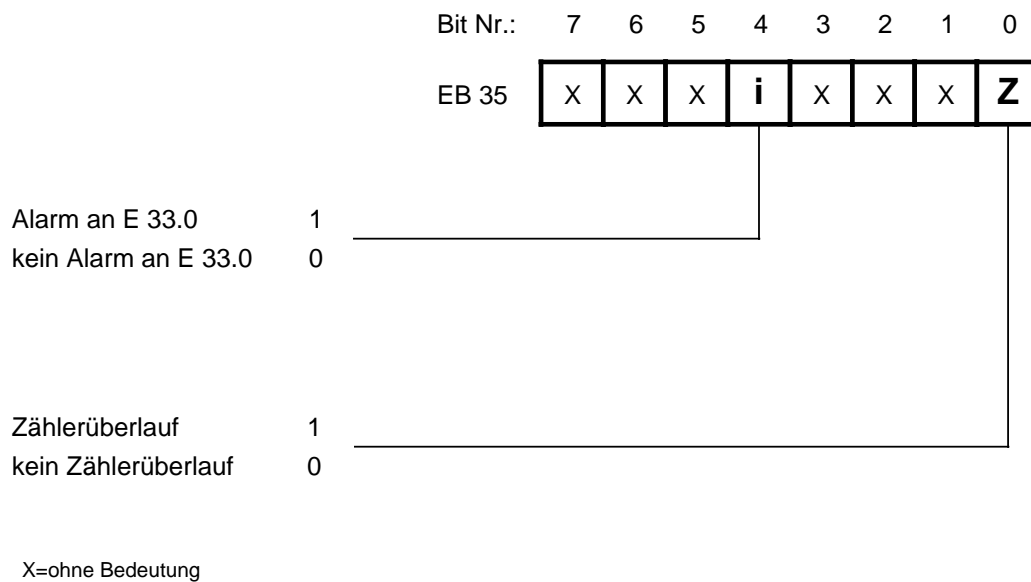 Bit Nr.: 7 6 5 4 3 2 1 0
EB 35 X X X i X X X Z
Alarm an E 33.0 1
kein Alarm an E 33.0 0
Zählerüberlauf 1
kein Zählerüberlauf 0
X=ohne Bedeutung